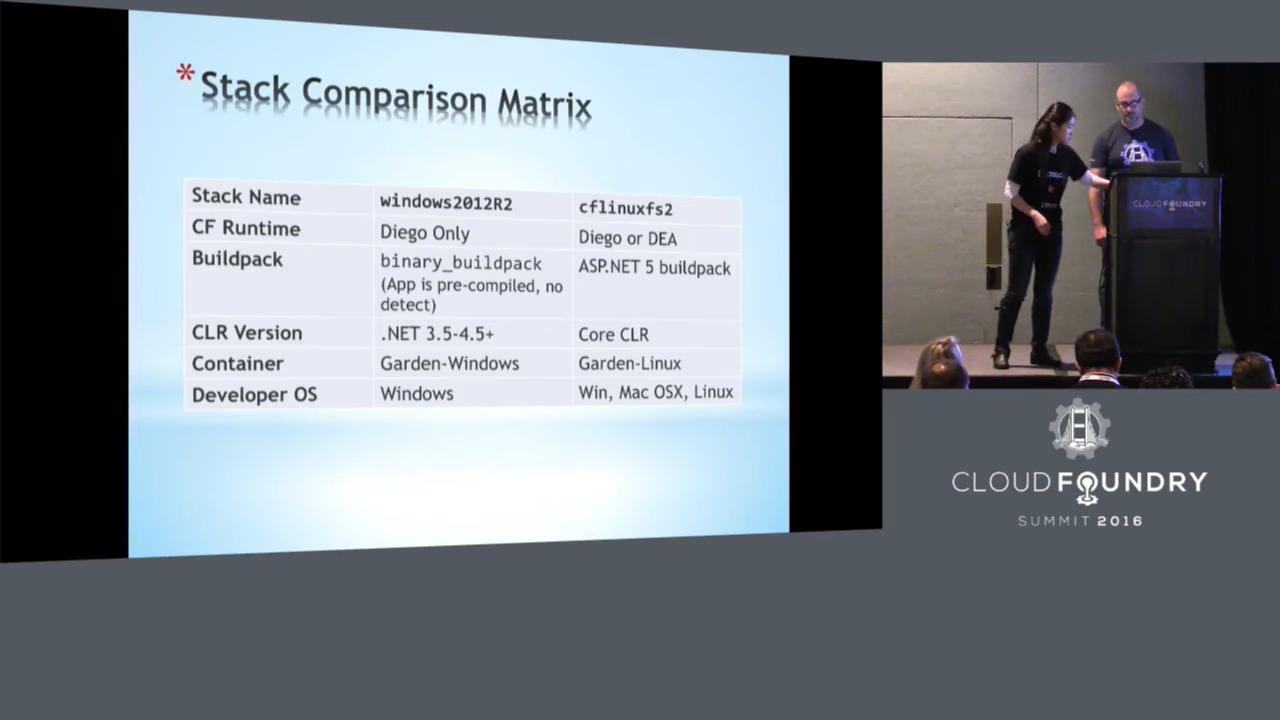 * Stack Comparison Matrix
Stack Name windows2012R2 cflinuxfs2
CF Runtime Diego Only Diego or DEA
Buildpack binary_buildpack ASP.NET 5 buildpack
(App is pre-compiled, no
detect)
CLR Version .NET 3.5-4.5+ Core CLR
Container Garden-Windows Garden-Linux
Developer OS Windows Win, Mac OSX, Linux
CLOUD FOUNDRY
CLOUD FOUNDRY
SUMMIT 2016